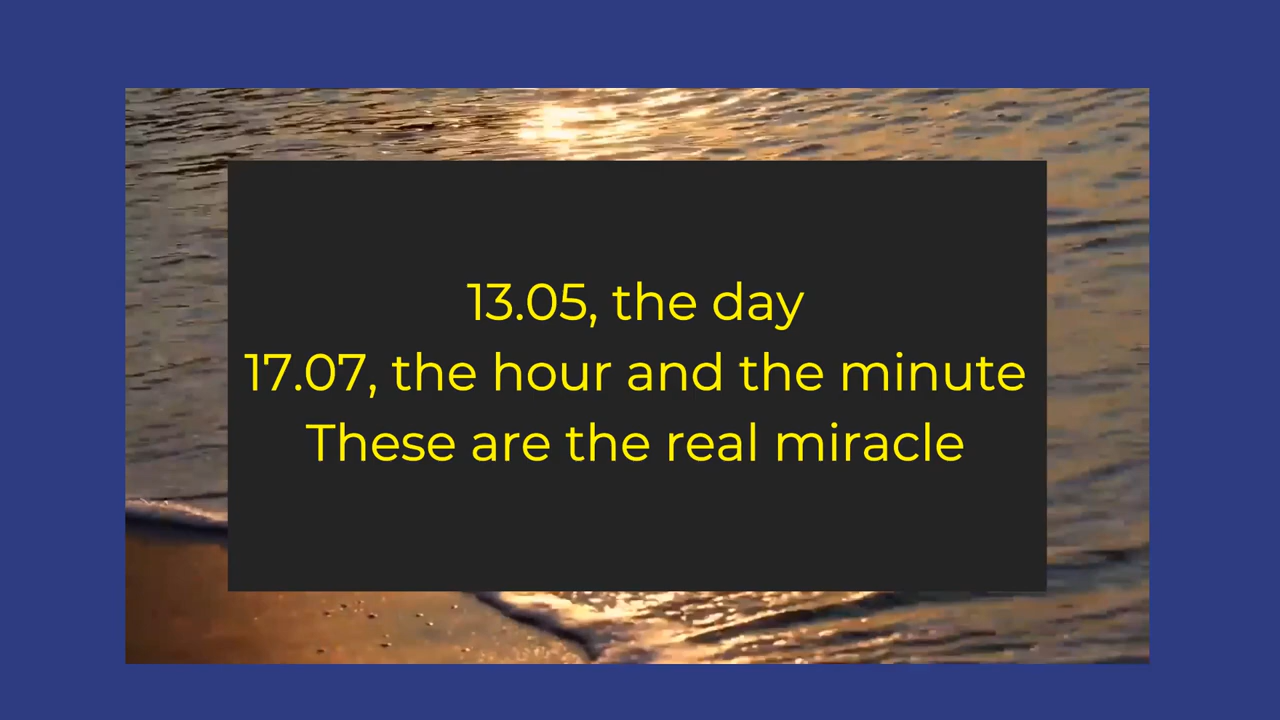 13.05, the day
17.07, the hour and the minute
These are the real miracle